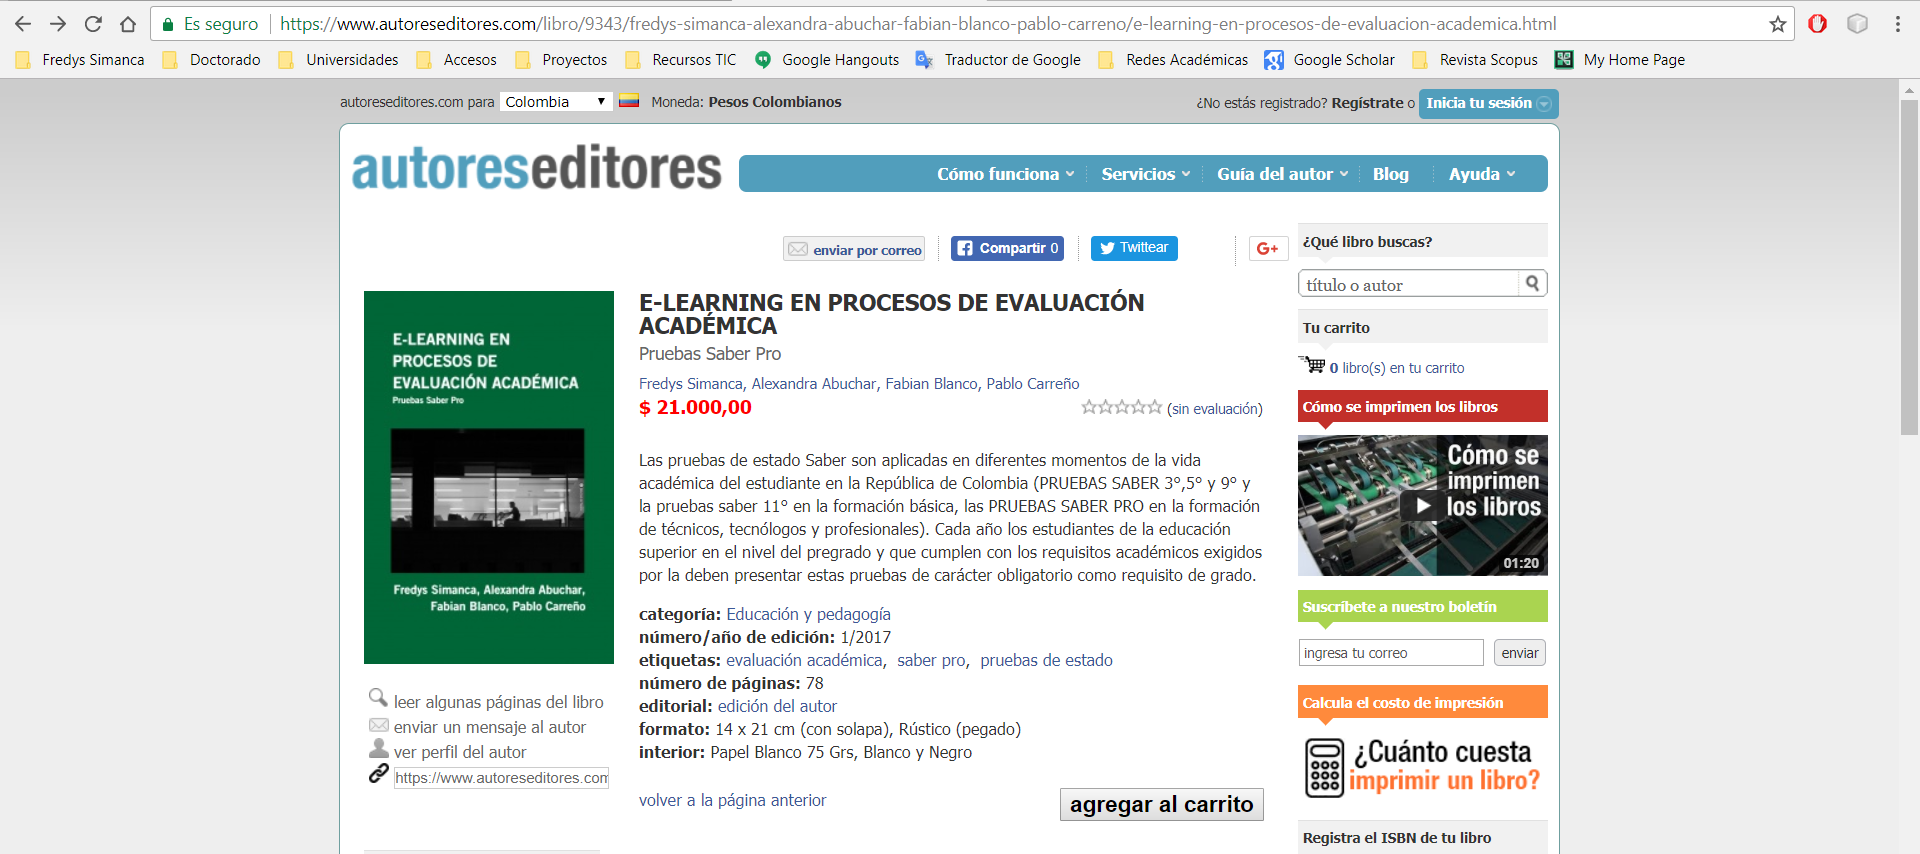 Es seguro
https://www.autoreseditores.com/libro/9343/fredys-simanca-alexandra-abuchar-fabian-blanco-pablo-carreno/e-learning-en-procesos-de-evaluacion-academica.html
Fredys Simanca Doctorado Universidades Accesos Proyectos Recursos TIC Google Hangouts Traductor de Google Redes Académicas Google Scholar Revista Scopus My Home Page
autoreseditores.com para Colombia Moneda: Pesos Colombianos
¿No estás registrado? Regístrate o Inicia tu sesión
autoreseditores
Cómo funciona Servicios Guía del autor Blog Ayuda
enviar por correo Compartir 0 Twittear G+
E-LEARNING EN
PROCESOS DE
EVALUACIÓN ACADÉMICA
Pruebas Saber Pro
Fredys Simanca, Alexandra Abuchar,
Fabian Blanco, Pablo Carreño
leer algunas páginas del libro
enviar un mensaje al autor
ver perfil del autor
https://www.autoreseditores.com
E-LEARNING EN PROCESOS DE EVALUACIÓN
ACADÉMICA
Pruebas Saber Pro
Fredys Simanca, Alexandra Abuchar, Fabian Blanco, Pablo Carreño
$ 21.000,00
(sin evaluación)
Las pruebas de estado Saber son aplicadas en diferentes momentos de la vida
académica del estudiante en la República de Colombia (PRUEBAS SABER 3°,5° y 9° y
la pruebas saber 11° en la formación básica, las PRUEBAS SABER PRO en la formación
de técnicos, tecnólogos y profesionales). Cada año los estudiantes de la educación
superior en el nivel del pregrado y que cumplen con los requisitos académicos exigidos
por la deben presentar estas pruebas de carácter obligatorio como requisito de grado.
categoría: Educación y pedagogía
número/año de edición: 1/2017
etiquetas: evaluación académica, saber pro, pruebas de estado
número de páginas: 78
editorial: edición del autor
formato: 14 x 21 cm (con solapa), Rústico (pegado)
interior: Papel Blanco 75 Grs, Blanco y Negro
volver a la página anterior
agregar al carrito
¿Qué libro buscas?
título o autor
Tu carrito
0 libro(s) en tu carrito
Cómo se imprimen los libros
Cómo se
imprimen
los libros
01:20
Suscríbete a nuestro boletín
ingresa tu correo enviar
Calcula el costo de impresión
¿Cuánto cuesta
imprimir un libro?
Registra el ISBN de tu libro